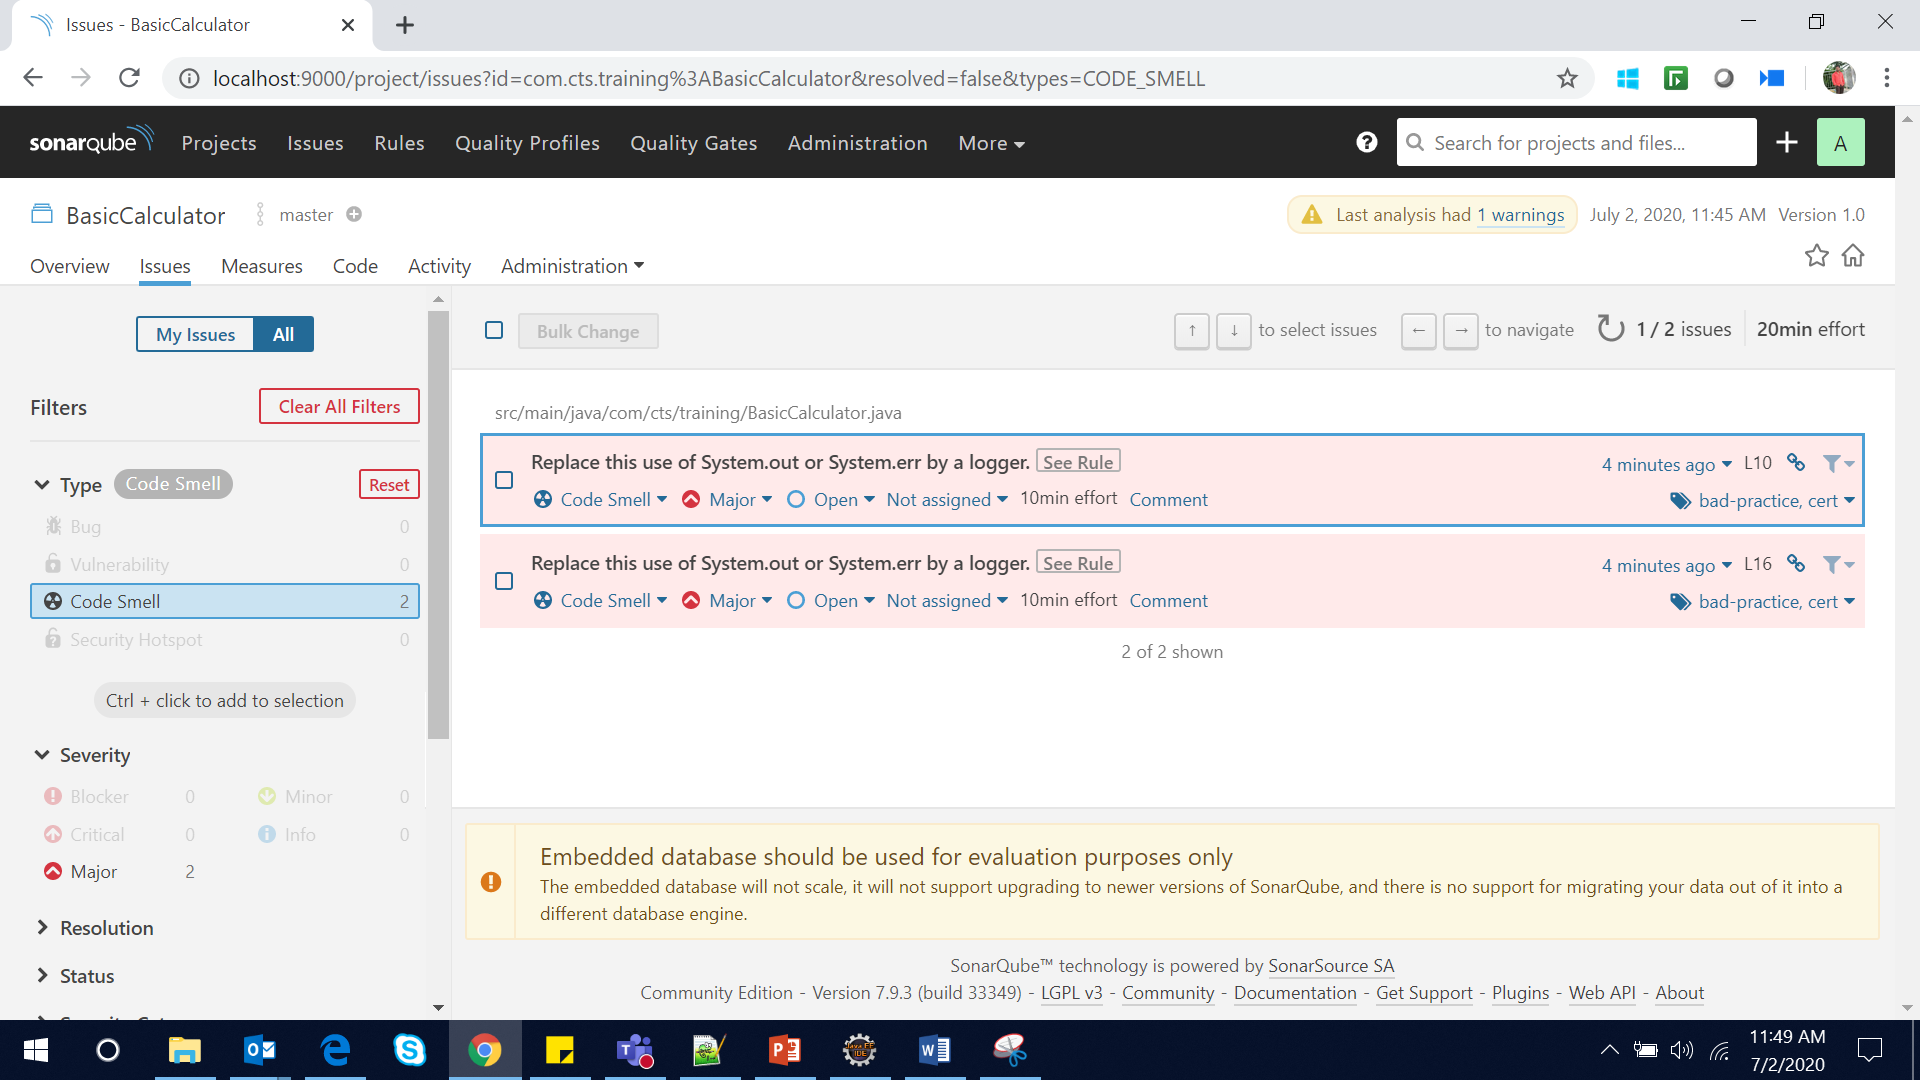 Issues - BasicCalculator
localhost:9000/project/issues?id=com.cts.training%3ABasicCalculator&resolved=false&types=CODE_SMELL
sonarqube Projects Issues Rules Quality Profiles Quality Gates Administration More Search for projects and files... A
BasicCalculator master Last analysis had 1 warnings July 2, 2020, 11:45 AM Version 1.0
Overview Issues Measures Code Activity Administration
My Issues All
Filters Clear All Filters
Type Code Smell Reset
Bug 0
Vulnerability 0
Code Smell 2
Security Hotspot 0
Ctrl + click to add to selection
Severity
Blocker 0 Minor 0
Critical 0 Info 0
Major 2
Resolution
Status
Bulk Change ↑ ↓ to select issues ← → to navigate 1 / 2 issues 20min effort
src/main/java/com/cts/training/BasicCalculator.java
Replace this use of System.out or System.err by a logger. See Rule 4 minutes ago L10
Code Smell Major Open Not assigned 10min effort Comment bad-practice, cert
Replace this use of System.out or System.err by a logger. See Rule 4 minutes ago L16
Code Smell Major Open Not assigned 10min effort Comment bad-practice, cert
2 of 2 shown
Embedded database should be used for evaluation purposes only
The embedded database will not scale, it will not support upgrading to newer versions of SonarQube, and there is no support for migrating your data out of it into a
different database engine.
SonarQube™ technology is powered by SonarSource SA
Community Edition - Version 7.9.3 (build 33349) - LGPL v3 - Community - Documentation - Get Support - Plugins - Web API - About
11:49 AM
7/2/2020